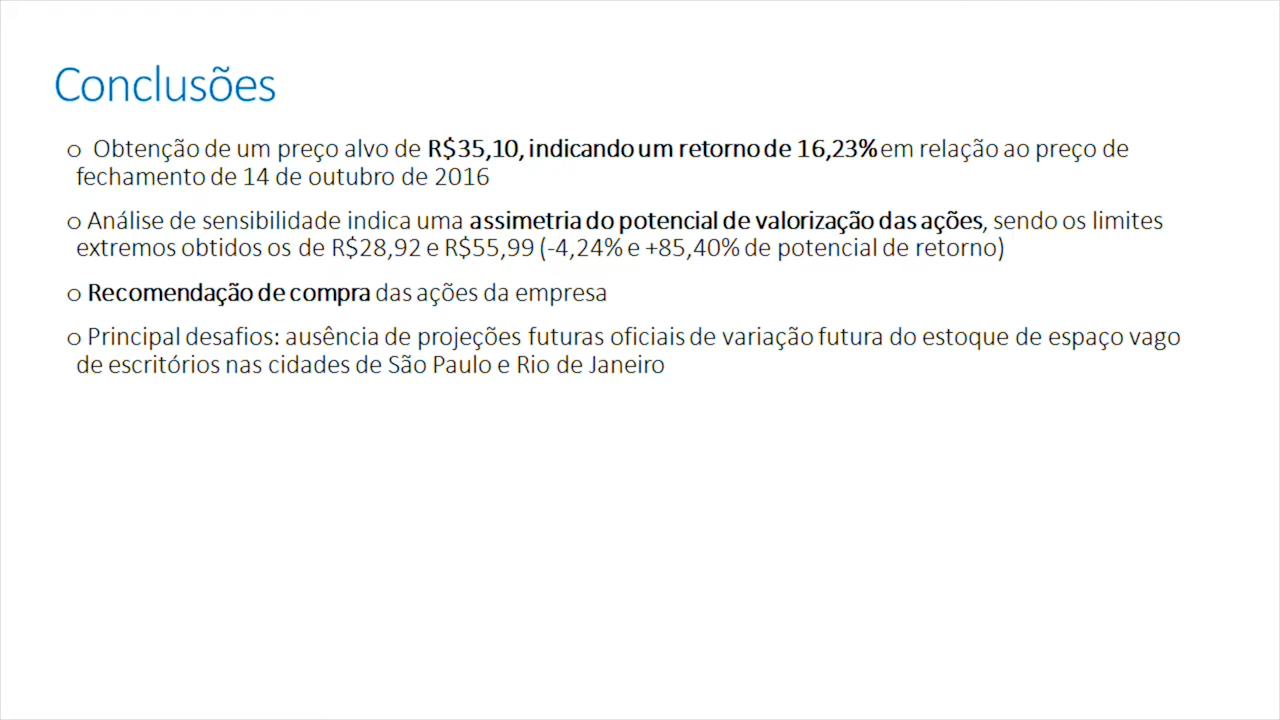 Conclusões
o Obtenção de um preço alvo de R$35,10, indicando um retorno de 16,23% em relação ao preço de
fechamento de 14 de outubro de 2016
o Análise de sensibilidade indica uma assimetria do potencial de valorização das ações, sendo os limites
extremos obtidos os de R$28,92 e R$55,99 (-4,24% e +85,40% de potencial de retorno)
o Recomendação de compra das ações da empresa
o Principal desafios: ausência de projeções futuras oficiais de variação futura do estoque de espaço vago
de escritórios nas cidades de São Paulo e Rio de Janeiro